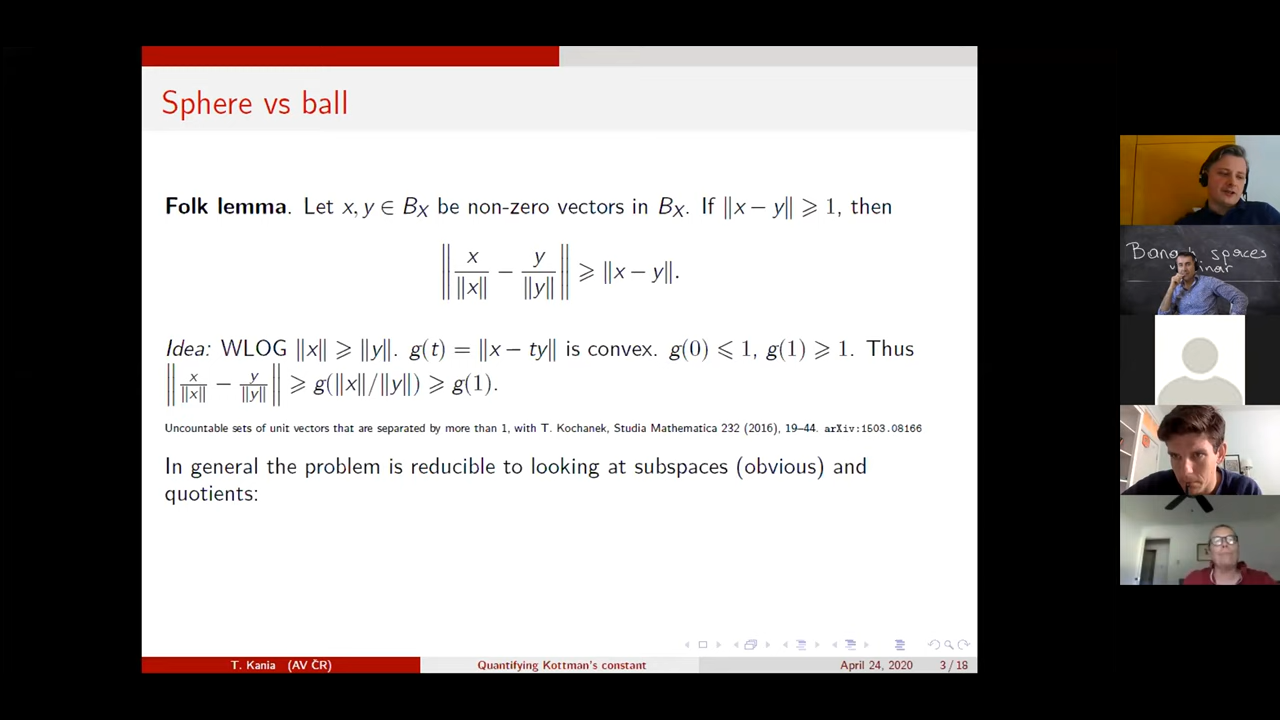 Sphere vs ball
Folk lemma. Let x, y ∈ B_X be non-zero vectors in B_X. If ‖x − y‖ ⩾ 1, then
‖ x/‖x‖ − y/‖y‖ ‖ ⩾ ‖x − y‖.
Idea: WLOG ‖x‖ ⩾ ‖y‖. g(t) = ‖x − ty‖ is convex. g(0) ⩽ 1, g(1) ⩾ 1. Thus
‖ x/‖x‖ − y/‖y‖ ‖ ⩾ g(‖x‖/‖y‖) ⩾ g(1).
Uncountable sets of unit vectors that are separated by more than 1, with T. Kochanek, Studia Mathematica 232 (2016), 19–44. arXiv:1503.08166
In general the problem is reducible to looking at subspaces (obvious) and
quotients:
T. Kania (AV ČR) Quantifying Kottman's constant April 24, 2020 3 / 18
Banach spaces